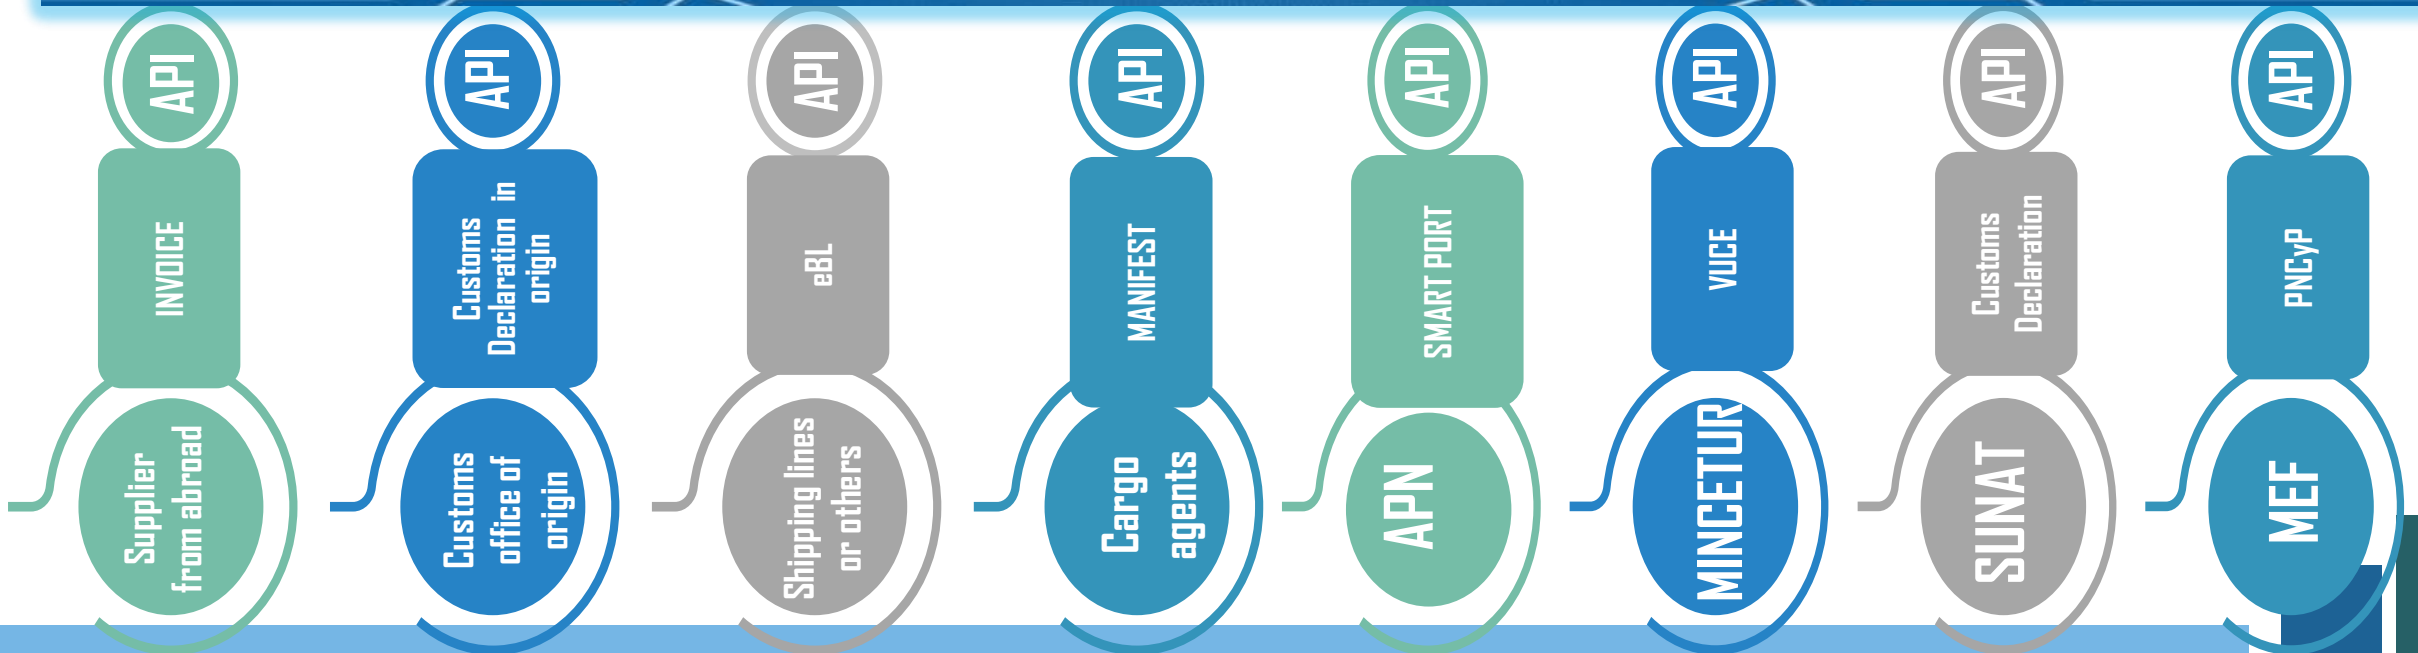 API
INVOICE
Supplier
from abroad
API
Customs
Declaration in
origin
Customs
office of
origin
API
eBL
Shipping lines
or others
API
MANIFEST
Cargo
agents
API
SMART PORT
APN
API
VUCE
MINCETUR
API
Customs
Declaration
SUNAT
API
PNCyP
MEF